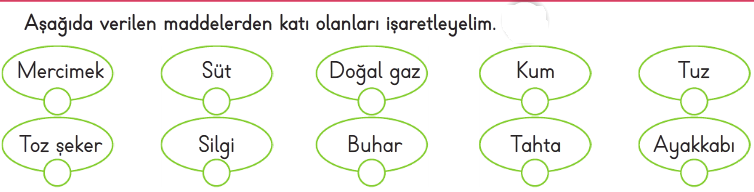 Aşağıda verilen maddelerden katı olanları işaretleyelim.
Mercimek Süt Doğal gaz Kum Tuz
Toz şeker Silgi Buhar Tahta Ayakkabı